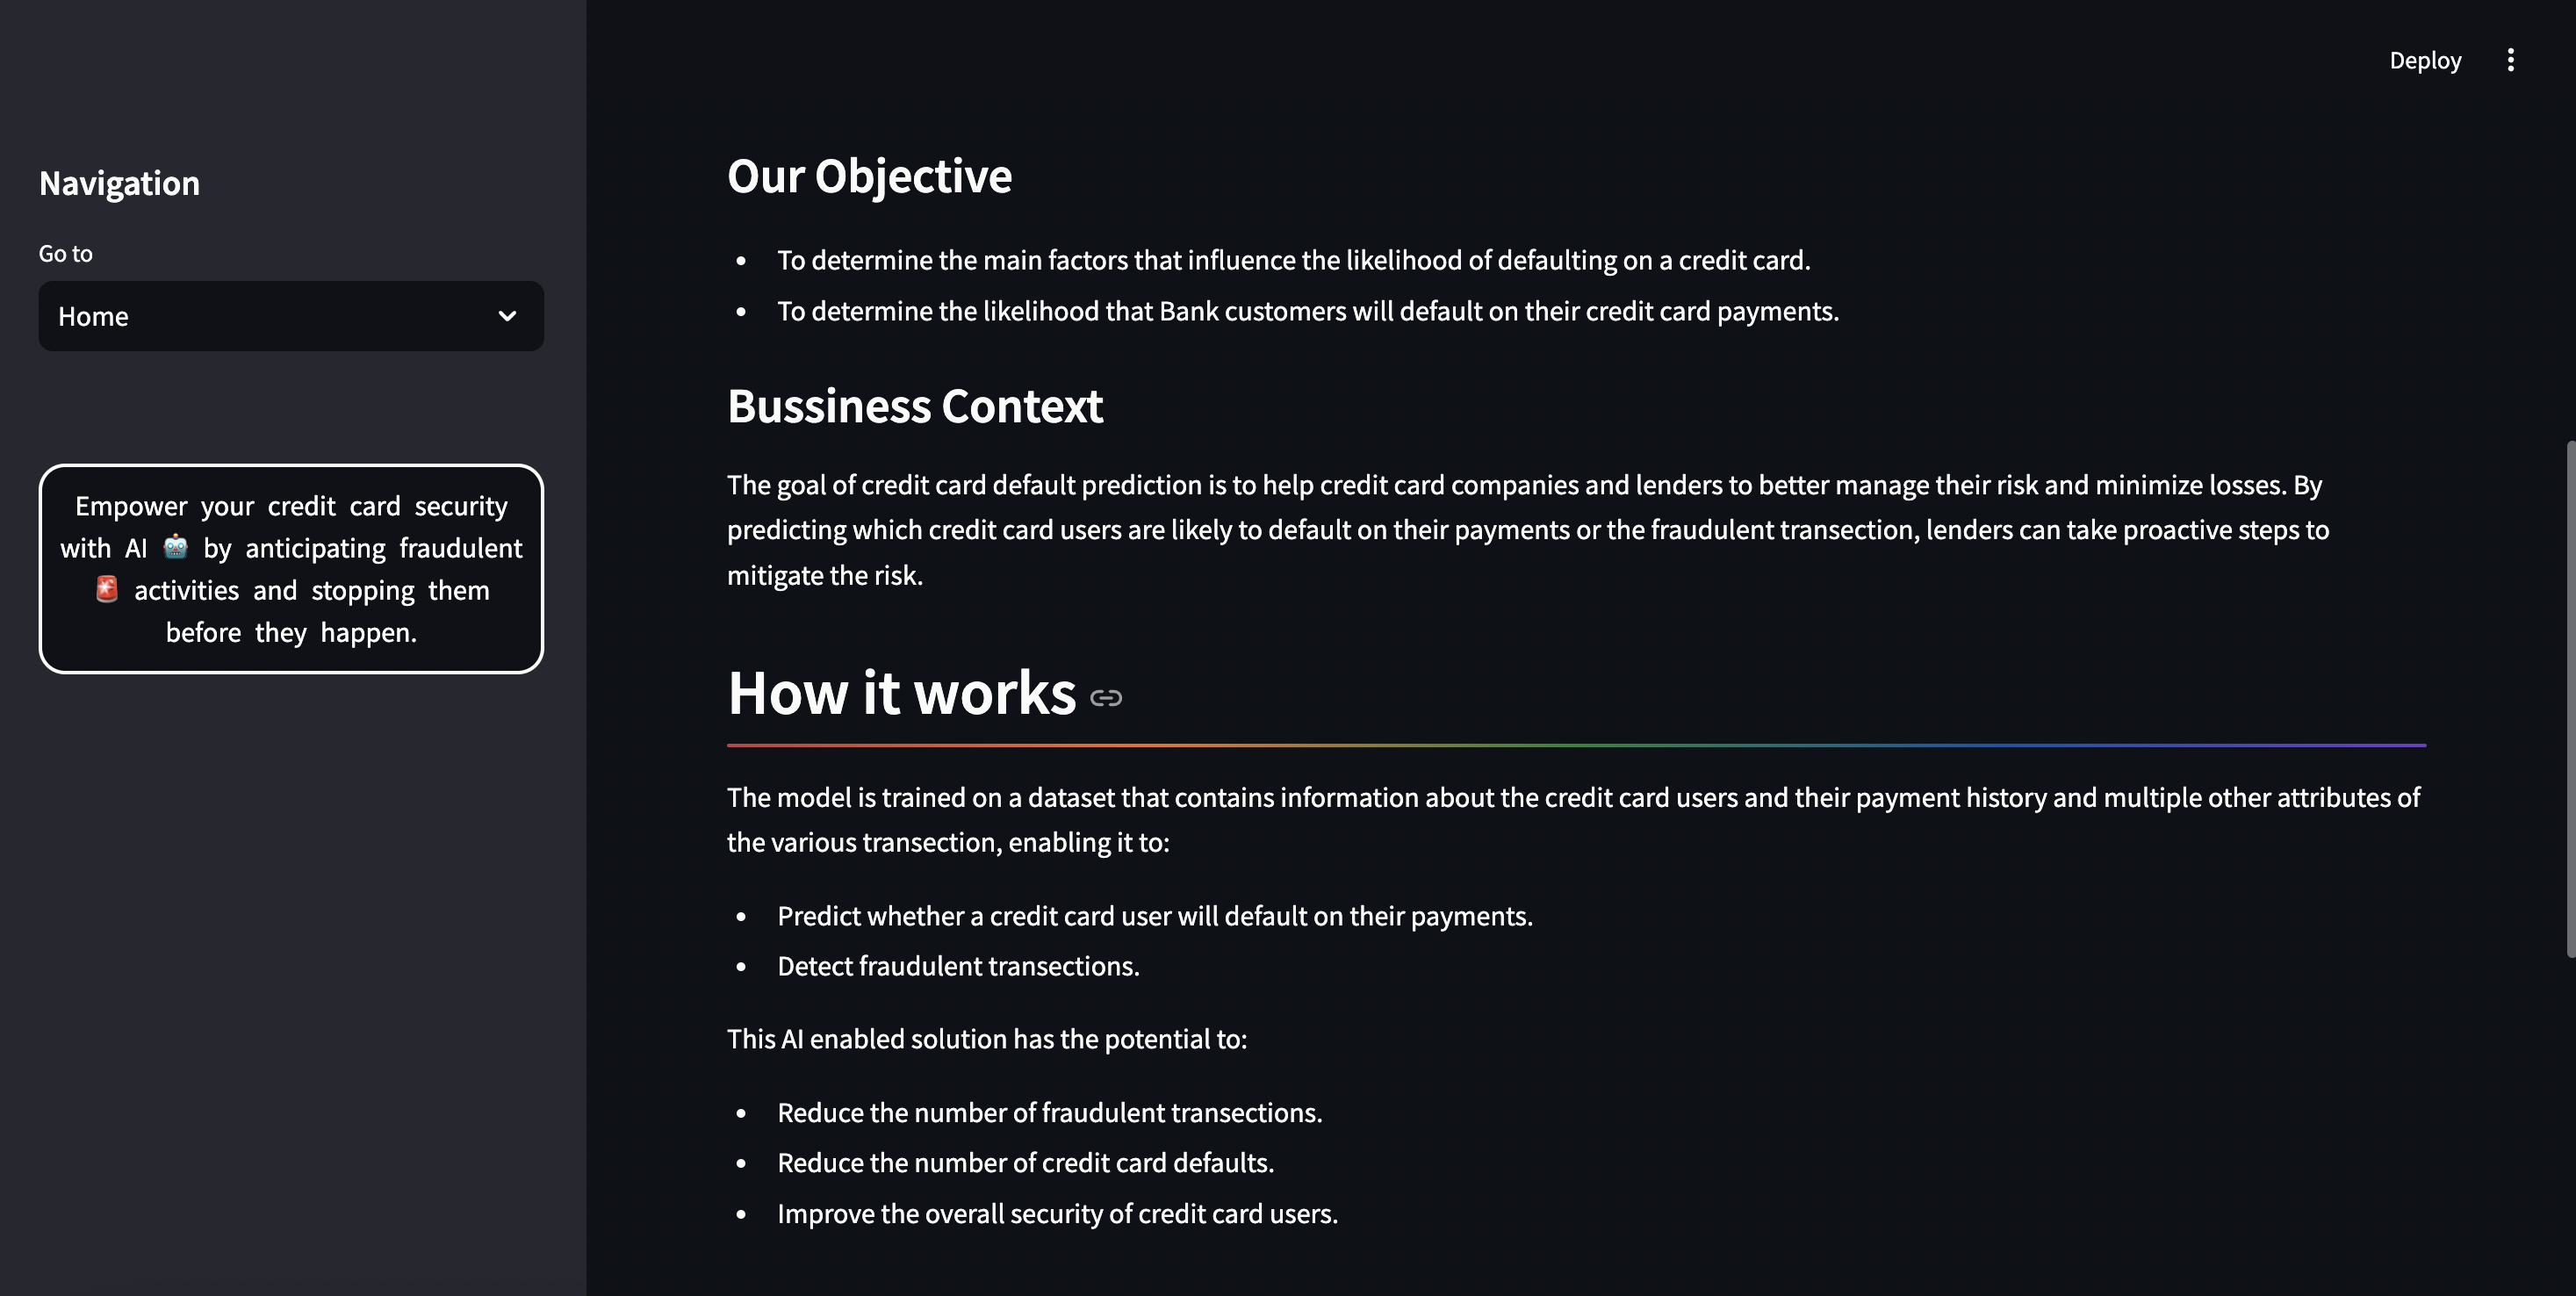 Deploy
Navigation
Go to
Home
Empower your credit card security
with AI 🤖 by anticipating fraudulent
🚨 activities and stopping them
before they happen.
Our Objective
• To determine the main factors that influence the likelihood of defaulting on a credit card.
• To determine the likelihood that Bank customers will default on their credit card payments.
Bussiness Context
The goal of credit card default prediction is to help credit card companies and lenders to better manage their risk and minimize losses. By
predicting which credit card users are likely to default on their payments or the fraudulent transection, lenders can take proactive steps to
mitigate the risk.
How it works
The model is trained on a dataset that contains information about the credit card users and their payment history and multiple other attributes of
the various transection, enabling it to:
• Predict whether a credit card user will default on their payments.
• Detect fraudulent transections.
This AI enabled solution has the potential to:
• Reduce the number of fraudulent transections.
• Reduce the number of credit card defaults.
• Improve the overall security of credit card users.